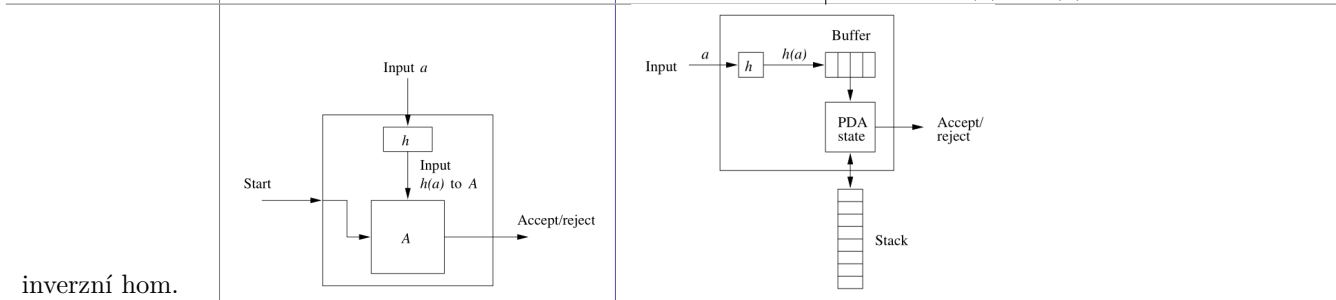 inverzní hom.
Input a
h
Input
h(a) to A
Start
A
Accept/reject
Buffer
Input
a
h
h(a)
PDA
state
Accept/
reject
Stack